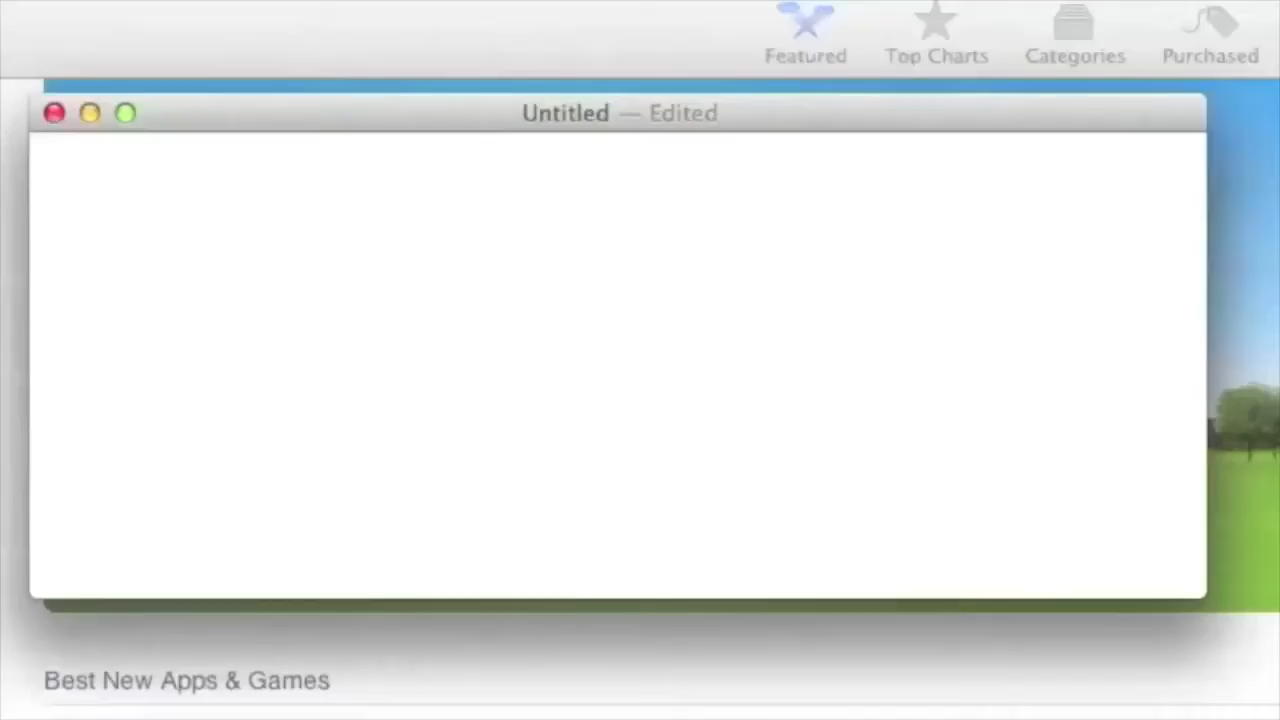 Featured Top Charts Categories Purchased
Untitled — Edited
Best New Apps & Games